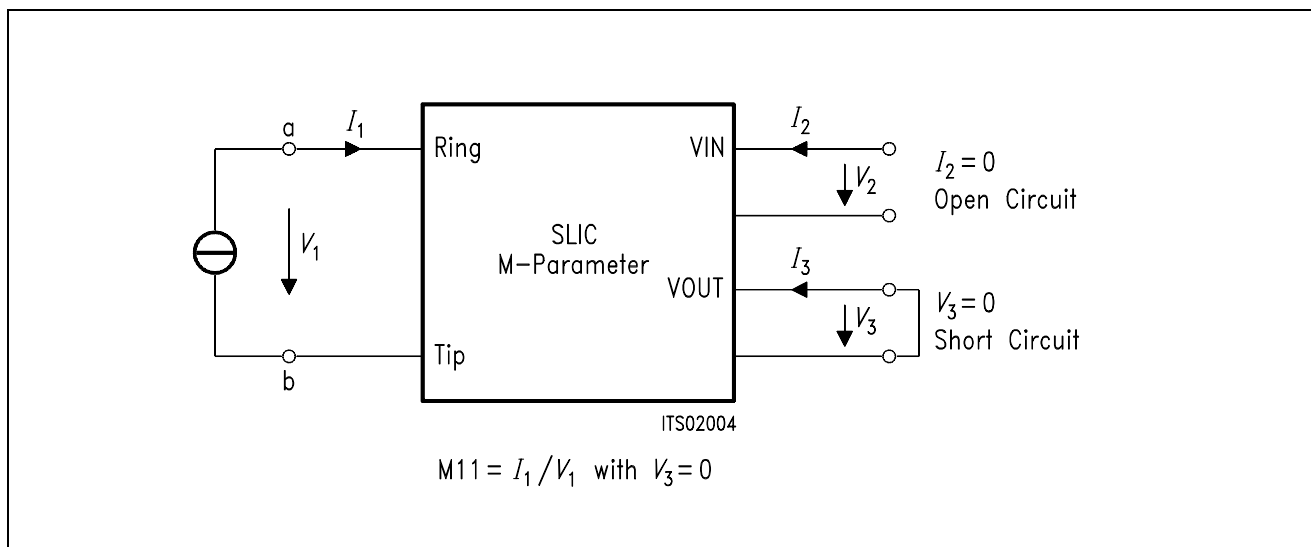 a
I₁
Ring
V₁
Tip
b
SLIC
M-Parameter
VIN
VOUT
I₂
V₂
I₂=0
Open Circuit
I₃
V₃
V₃=0
Short Circuit
ITS02004
M11= I₁/V₁ with V₃=0